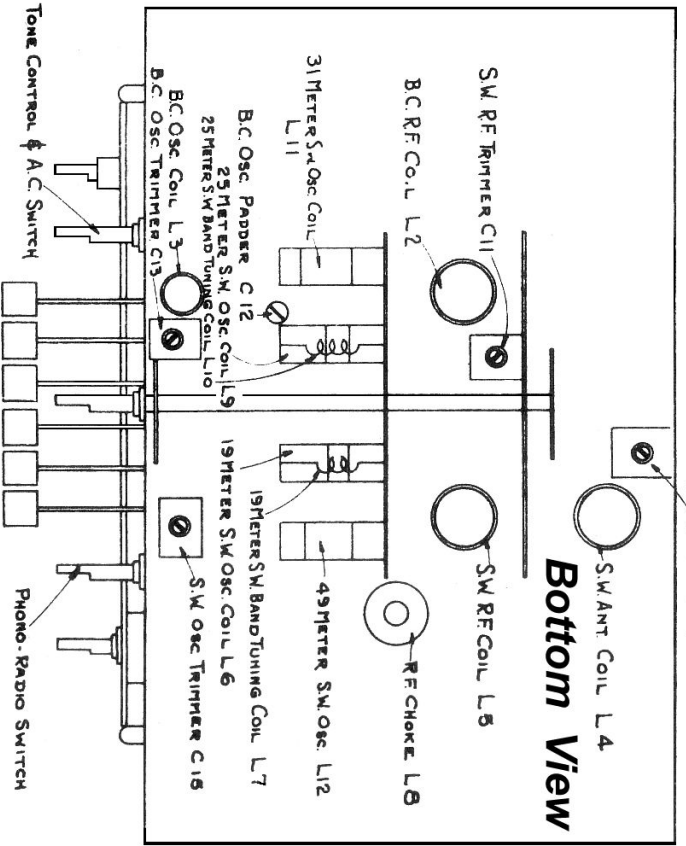 Bottom View
S.W. ANT. COIL L4
S.W. R.F. TRIMMER C11
S.W. R.F. COIL L5
B.C. R.F. COIL L2
R.F. CHOKE L8
31 METER S.W. OSC COIL
L11
49 METER S.W. OSC. L12
B.C. OSC. PADDER C12
25 METER S.W. OSC. COIL L9
25 METER S.W. BAND TUNING COIL L10
19 METER S.W. BAND TUNING COIL L7
19 METER S.W. OSC. COIL L6
B.C. OSC. COIL L3
B.C. OSC TRIMMER C13
S.W. OSC TRIMMER C15
TONE CONTROL & A.C. SWITCH
PHONO-RADIO SWITCH